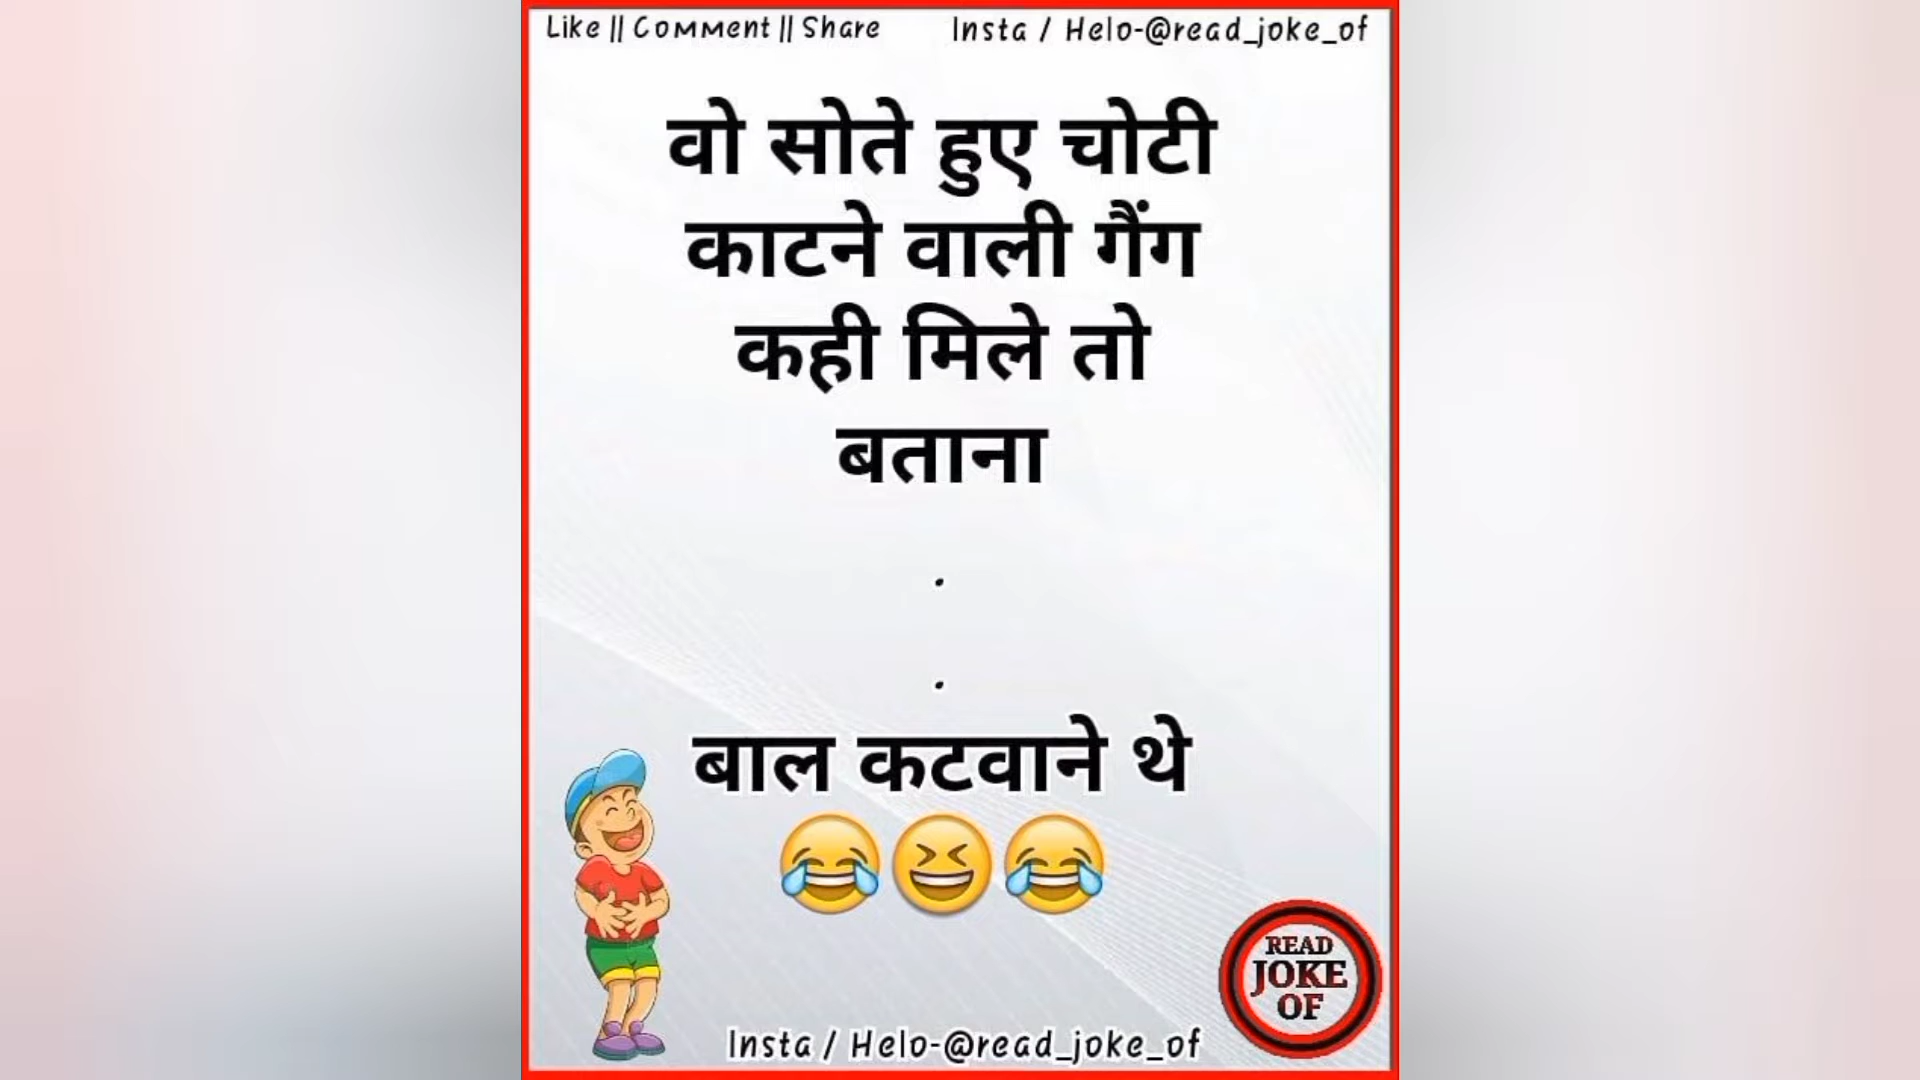 Like || Comment || Share Insta / Helo-@read_joke_of
वो सोते हुए चोटी
काटने वाली गैंग
कही मिले तो
बताना
.
.
बाल कटवाने थे
😂😆😂
READ
JOKE
OF
Insta / Helo-@read_joke_of